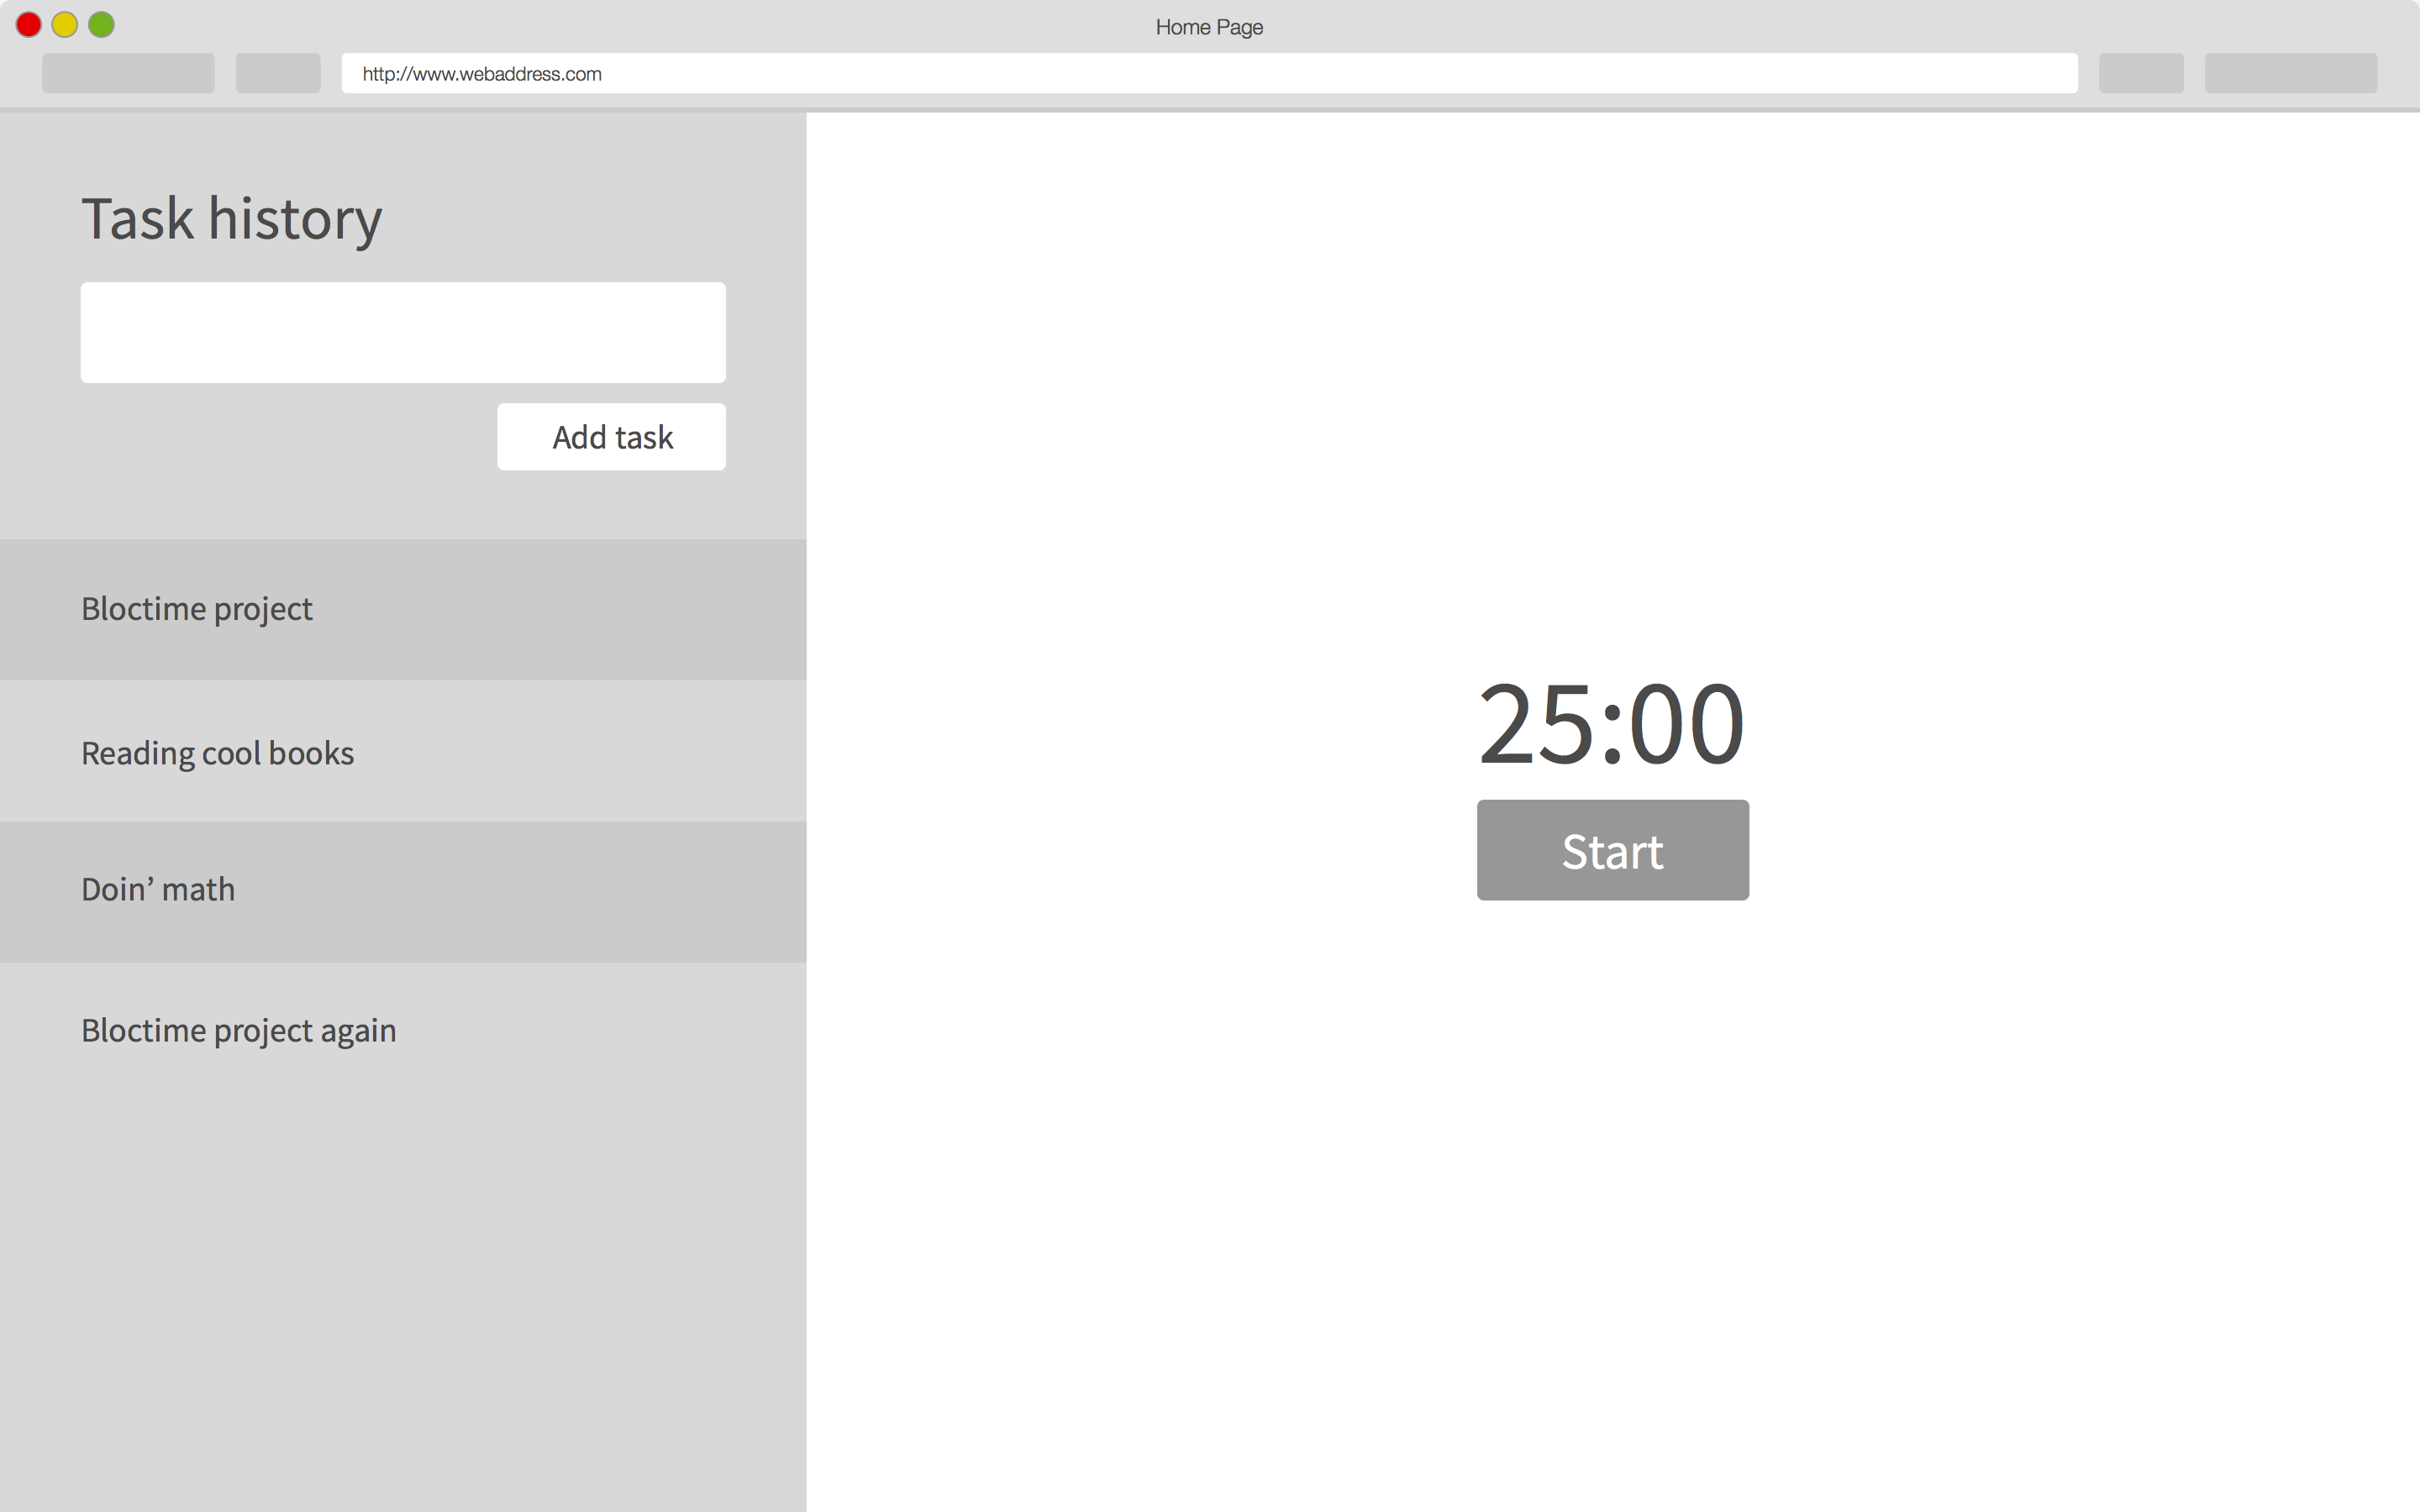 Home Page
http://www.webaddress.com
Task history
Add task
Bloctime project
Reading cool books
Doin’ math
Bloctime project again
25:00
Start